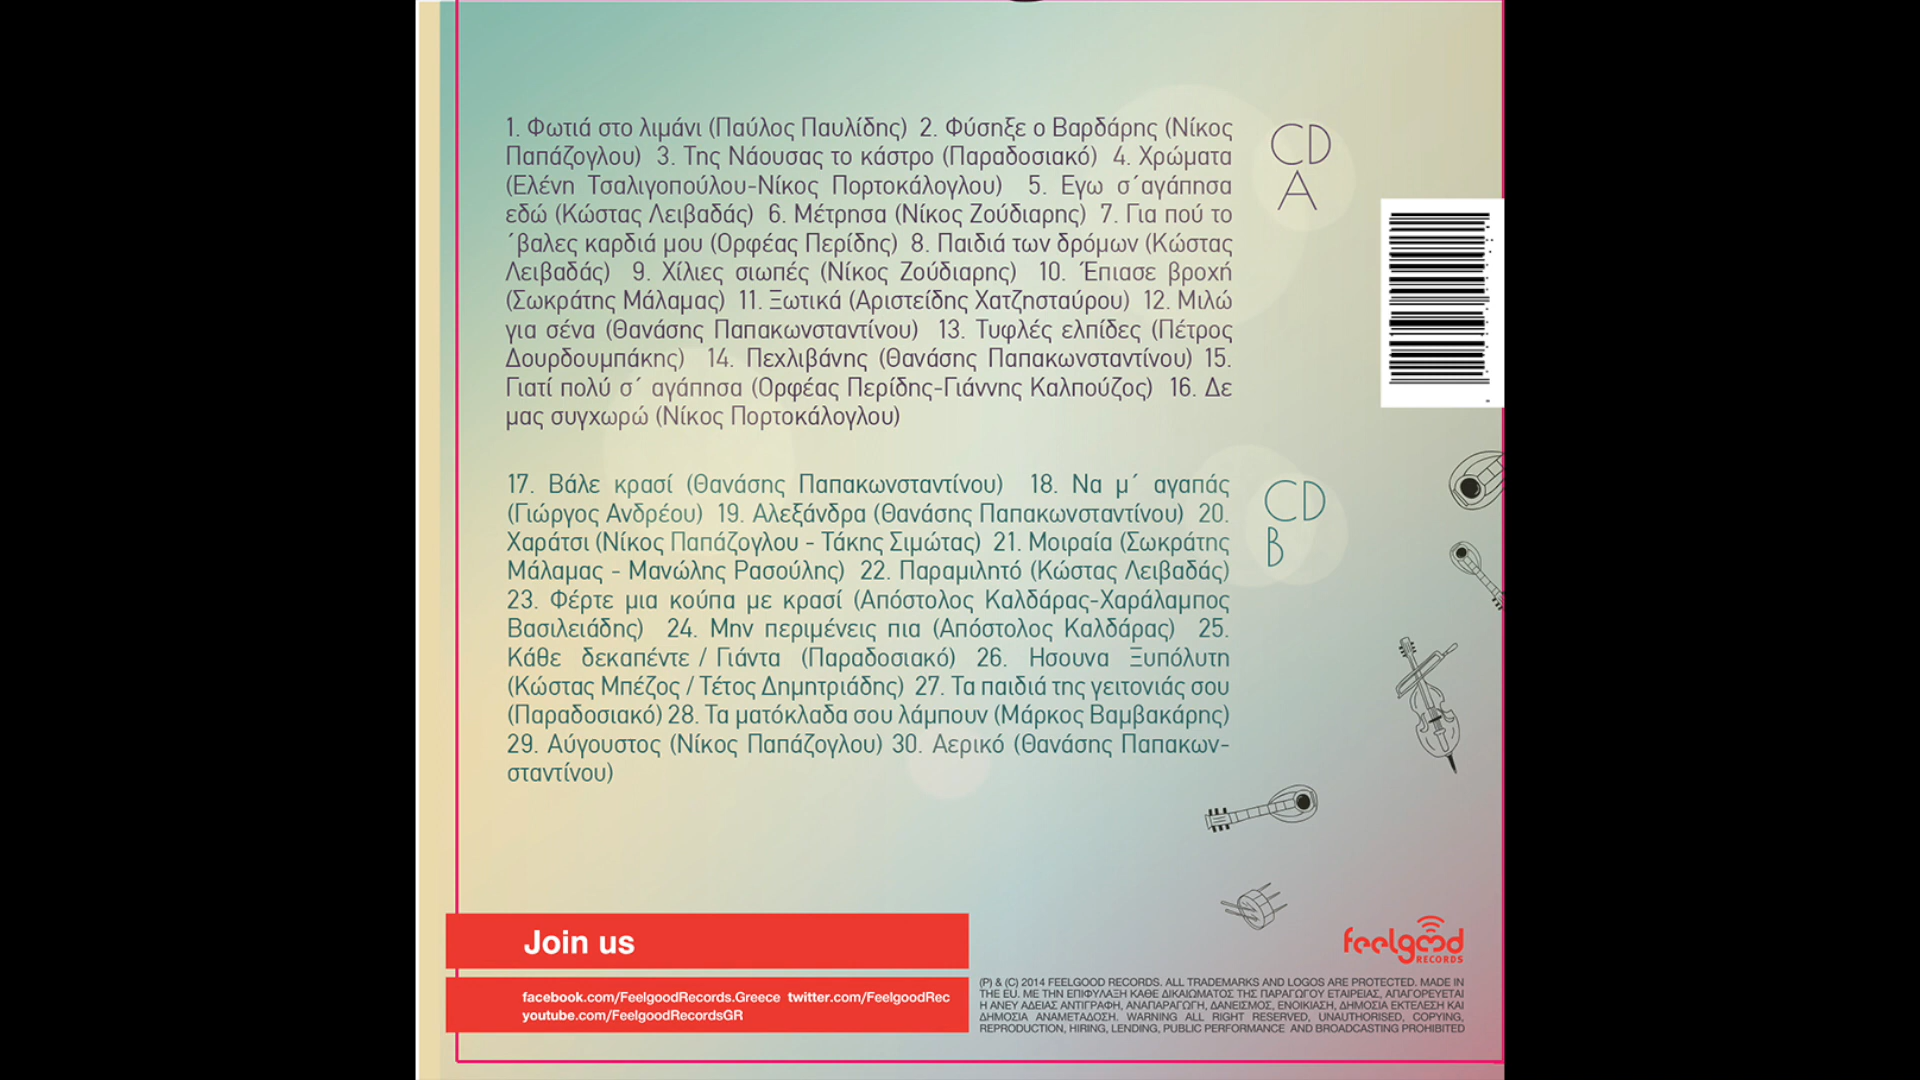 1. Φωτιά στο λιμάνι (Παύλος Παυλίδης) 2. Φύσηξε ο Βαρδάρης (Νίκος
Παπάζογλου) 3. Της Νάουσας το κάστρο (Παραδοσιακό) 4. Χρώματα
(Ελένη Τσαλιγοπούλου-Νίκος Πορτοκάλογλου) 5. Εγω σ΄αγάπησα
εδώ (Κώστας Λειβαδάς) 6. Μέτρησα (Νίκος Ζούδιαρης) 7. Για πού το
΄βαλες καρδιά μου (Ορφέας Περίδης) 8. Παιδιά των δρόμων (Κώστας
Λειβαδάς) 9. Χίλιες σιωπές (Νίκος Ζούδιαρης) 10. Έπιασε βροχή
(Σωκράτης Μάλαμας) 11. Ξωτικά (Αριστείδης Χατζησταύρου) 12. Μιλώ
για σένα (Θανάσης Παπακωνσταντίνου) 13. Τυφλές ελπίδες (Πέτρος
Δουρδουμπάκης) 14. Πεχλιβάνης (Θανάσης Παπακωνσταντίνου) 15.
Γιατί πολύ σ΄ αγάπησα (Ορφέας Περίδης-Γιάννης Καλπούζος) 16. Δε
μας συγχωρώ (Νίκος Πορτοκάλογλου)
CD
A
17. Βάλε κρασί (Θανάσης Παπακωνσταντίνου) 18. Να μ΄ αγαπάς
(Γιώργος Ανδρέου) 19. Αλεξάνδρα (Θανάσης Παπακωνσταντίνου) 20.
Χαράτσι (Νίκος Παπάζογλου - Τάκης Σιμώτας) 21. Μοιραία (Σωκράτης
Μάλαμας - Μανώλης Ρασούλης) 22. Παραμιλητό (Κώστας Λειβαδάς)
23. Φέρτε μια κούπα με κρασί (Απόστολος Καλδάρας-Χαράλαμπος
Βασιλειάδης) 24. Μην περιμένεις πια (Απόστολος Καλδάρας) 25.
Κάθε δεκαπέντε / Γιάντα (Παραδοσιακό) 26. Ησουνα Ξυπόλυτη
(Κώστας Μπέζος / Τέτος Δημητριάδης) 27. Τα παιδιά της γειτονιάς σου
(Παραδοσιακό) 28. Τα ματόκλαδα σου λάμπουν (Μάρκος Βαμβακάρης)
29. Αύγουστος (Νίκος Παπάζογλου) 30. Αερικό (Θανάσης Παπακων-
σταντίνου)
CD
B
Join us
facebook.com/FeelgoodRecords.Greece twitter.com/FeelgoodRec
youtube.com/FeelgoodRecordsGR
feelgood
RECORDS
(P) & (C) 2014 FEELGOOD RECORDS. ALL TRADEMARKS AND LOGOS ARE PROTECTED. MADE IN
THE EU. ΜΕ ΤΗΝ ΕΠΙΦΥΛΑΞΗ ΚΑΘΕ ΔΙΚΑΙΩΜΑΤΟΣ ΤΗΣ ΠΑΡΑΓΩΓΟΥ ΕΤΑΙΡΕΙΑΣ, ΑΠΑΓΟΡΕΥΕΤΑΙ
Η ΑΝΕΥ ΑΔΕΙΑΣ ΑΝΤΙΓΡΑΦΗ, ΑΝΑΠΑΡΑΓΩΓΗ, ΔΑΝΕΙΣΜΟΣ, ΕΝΟΙΚΙΑΣΗ, ΔΗΜΟΣΙΑ ΕΚΤΕΛΕΣΗ ΚΑΙ
ΔΗΜΟΣΙΑ ΑΝΑΜΕΤΑΔΟΣΗ. WARNING ALL RIGHT RESERVED, UNAUTHORISED, COPYING,
REPRODUCTION, HIRING, LENDING, PUBLIC PERFORMANCE AND BROADCASTING PROHIBITED